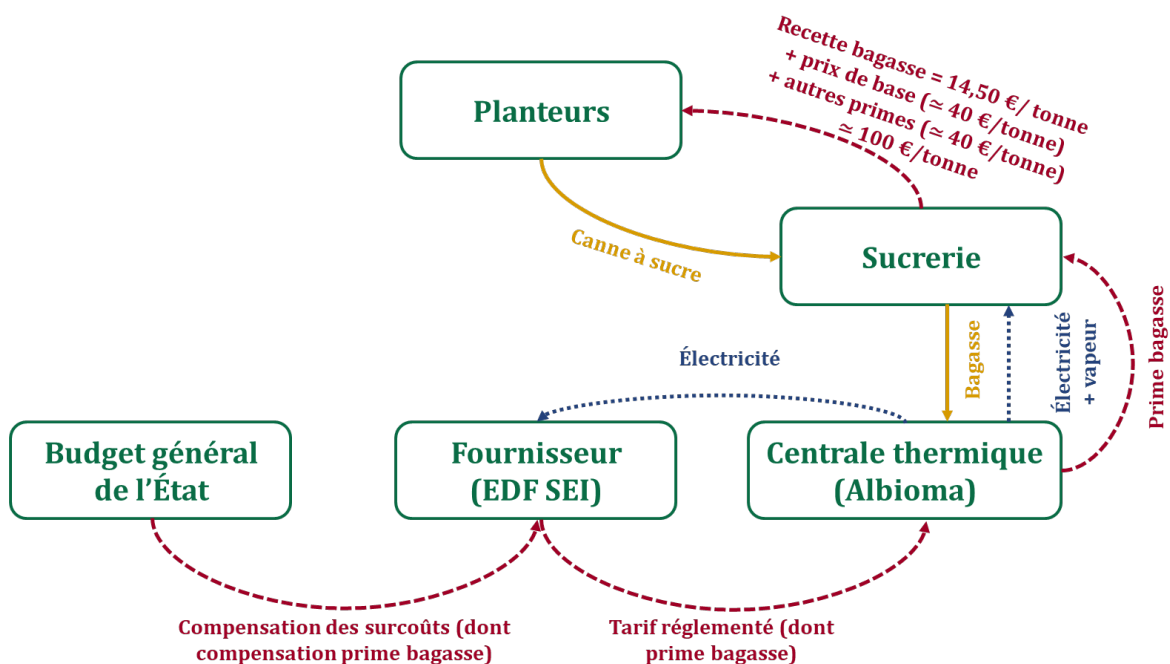 Recette bagasse = 14,50 €/ tonne
+ prix de base (≃ 40 €/tonne)
+ autres primes (≃ 40 €/tonne)
≃ 100 €/tonne
Planteurs
Canne à sucre
Sucrerie
Électricité
Bagasse
Électricité
+ vapeur
Prime bagasse
Budget général
de l’État
Fournisseur
(EDF SEI)
Centrale thermique
(Albioma)
Compensation des surcoûts (dont
compensation prime bagasse)
Tarif réglementé (dont
prime bagasse)